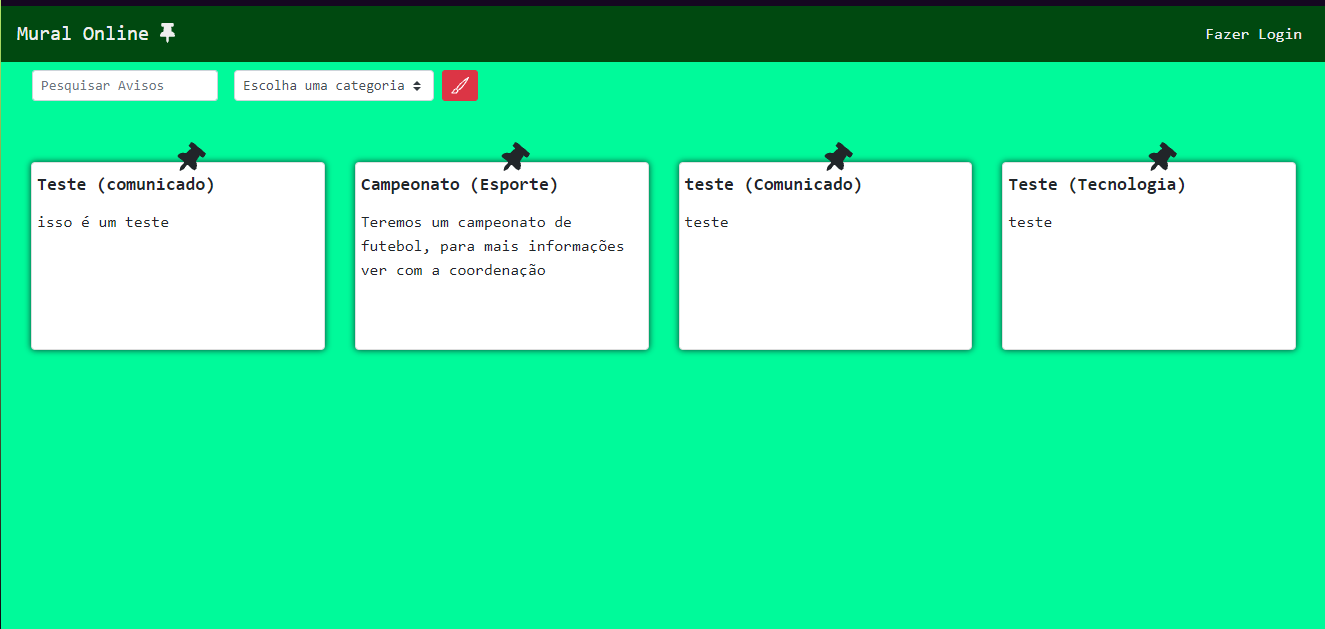 Mural Online
Fazer Login
Pesquisar Avisos
Escolha uma categoria
Teste (comunicado)
isso é um teste
Campeonato (Esporte)
Teremos um campeonato de
futebol, para mais informações
ver com a coordenação
teste (Comunicado)
teste
Teste (Tecnologia)
teste